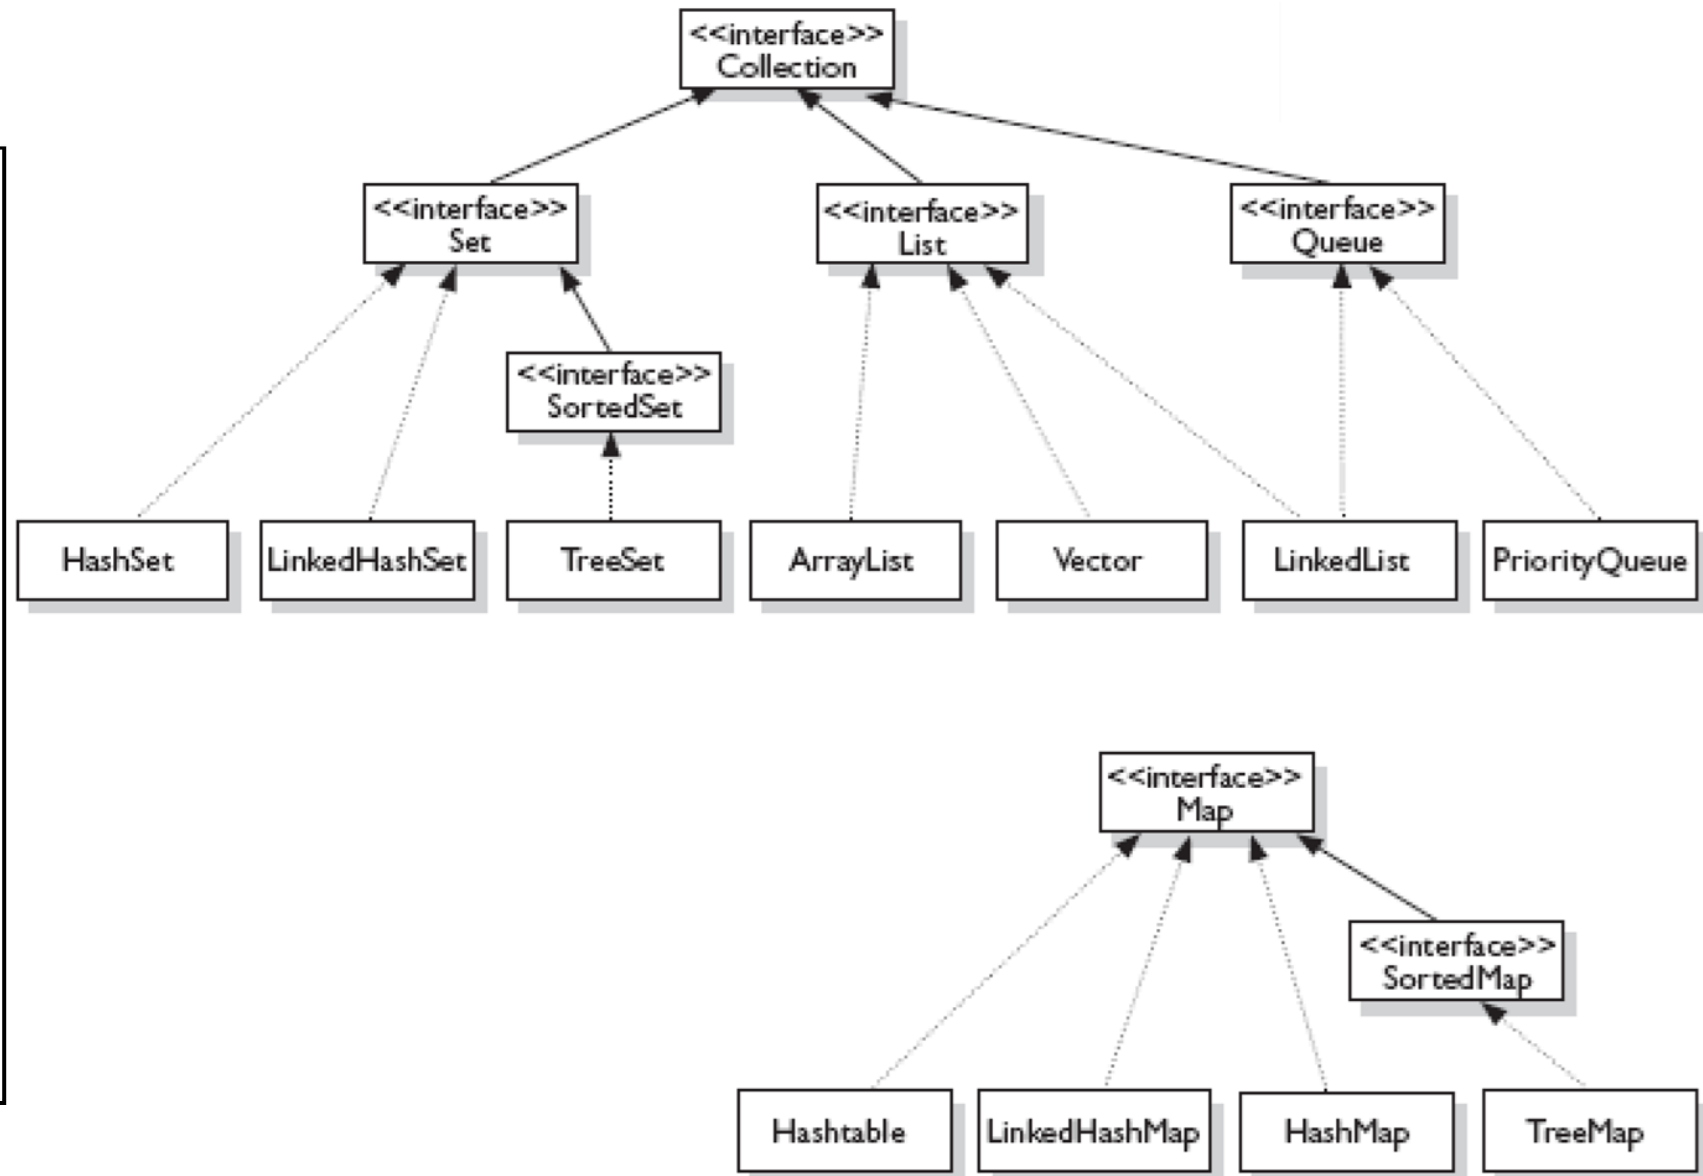 <<interface>>
Collection
<<interface>>
Set
<<interface>>
List
<<interface>>
Queue
<<interface>>
SortedSet
HashSet
LinkedHashSet
TreeSet
ArrayList
Vector
LinkedList
PriorityQueue
<<interface>>
Map
<<interface>>
SortedMap
Hashtable
LinkedHashMap
HashMap
TreeMap